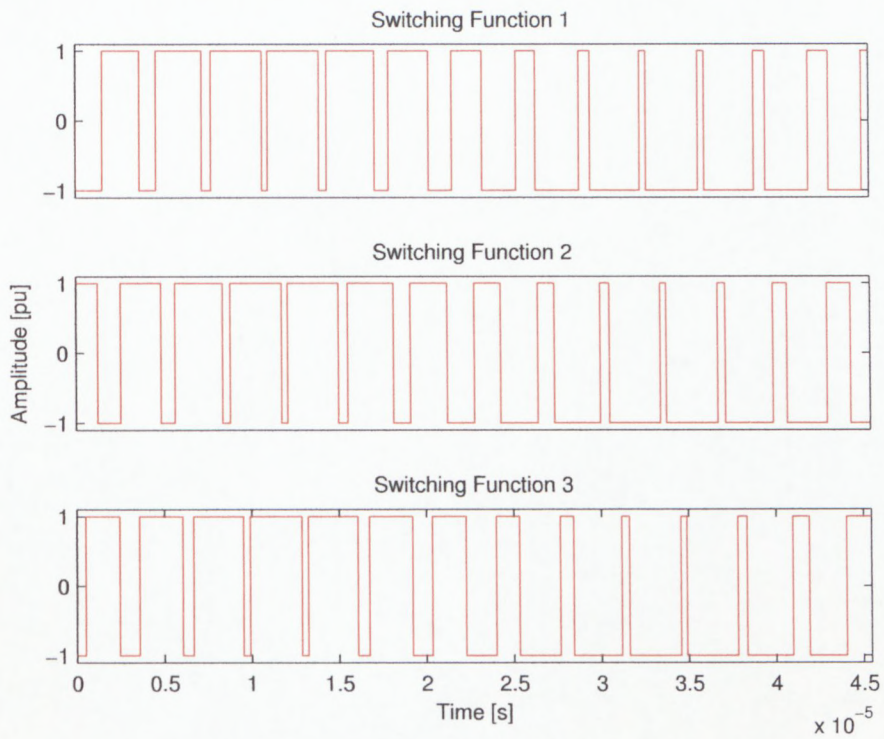 Switching Function 1
1
0
−1
Switching Function 2
1
0
−1
Amplitude [pu]
Switching Function 3
1
0
−1
0 0.5 1 1.5 2 2.5 3 3.5 4 4.5
Time [s]
x 10−5